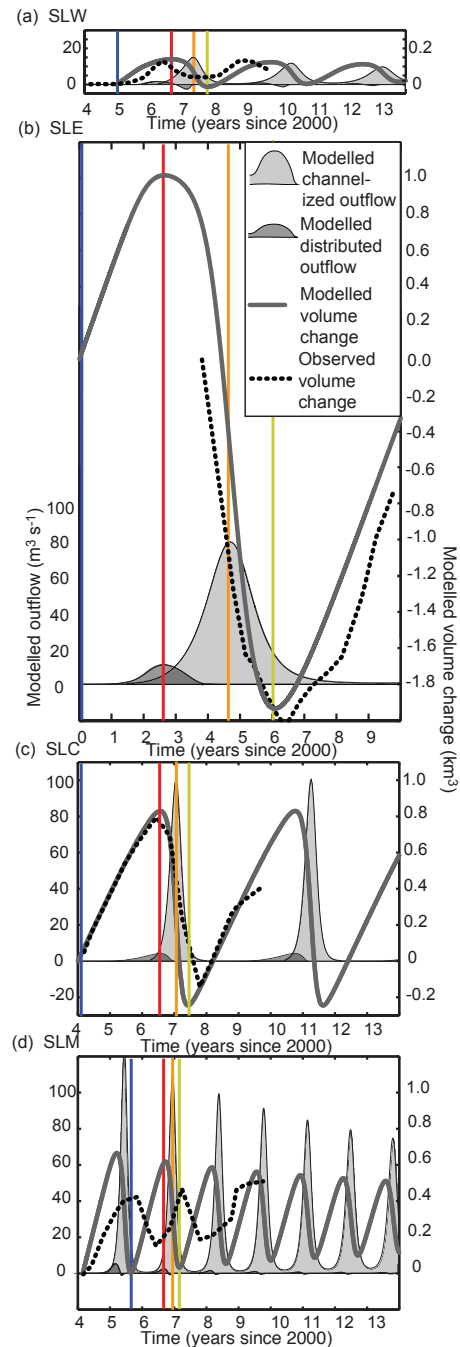 (a) SLW
20
0
0.2
0
4 5 6 7 8 9 10 11 12 13
Time (years since 2000)
(b) SLE
Modelled
channel-
ized outflow
Modelled
distributed
outflow
Modelled
volume
change
Observed
volume
change
1.0
0.8
0.6
0.4
0.2
0.0
-0.2
-0.4
-0.6
-0.8
-1.0
-1.2
-1.4
-1.6
-1.8
100
80
60
40
20
0
Modelled outflow (m³ s⁻¹)
Modelled volume change (km³)
0 1 2 3 4 5 6 7 8 9
Time (years since 2000)
(c) SLC
100
80
60
40
20
0
-20
1.0
0.8
0.6
0.4
0.2
0
-0.2
4 5 6 7 8 9 10 11 12 13
Time (years since 2000)
(d) SLM
100
80
60
40
20
0
1.0
0.8
0.6
0.4
0.2
0
4 5 6 7 8 9 10 11 12 13
Time (years since 2000)